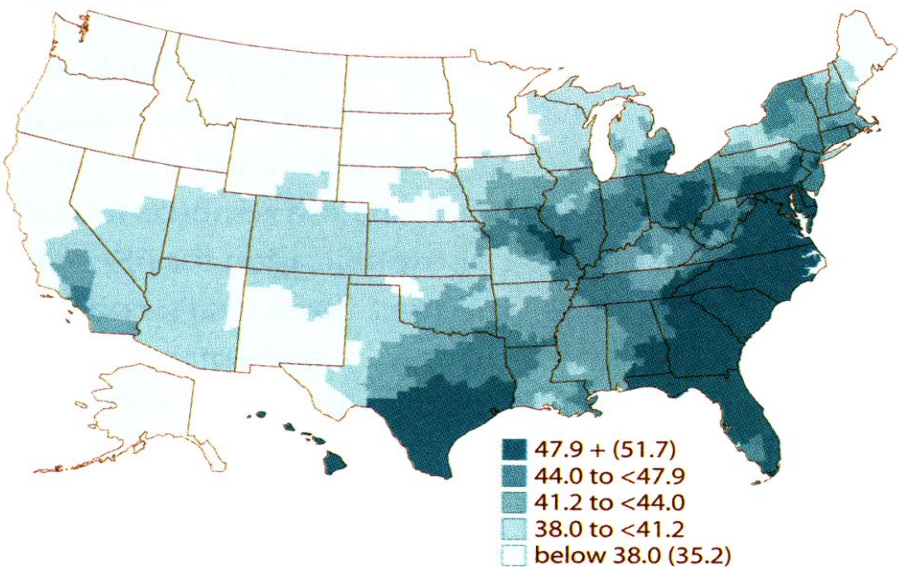 47.9 + (51.7)
44.0 to <47.9
41.2 to <44.0
38.0 to <41.2
below 38.0 (35.2)